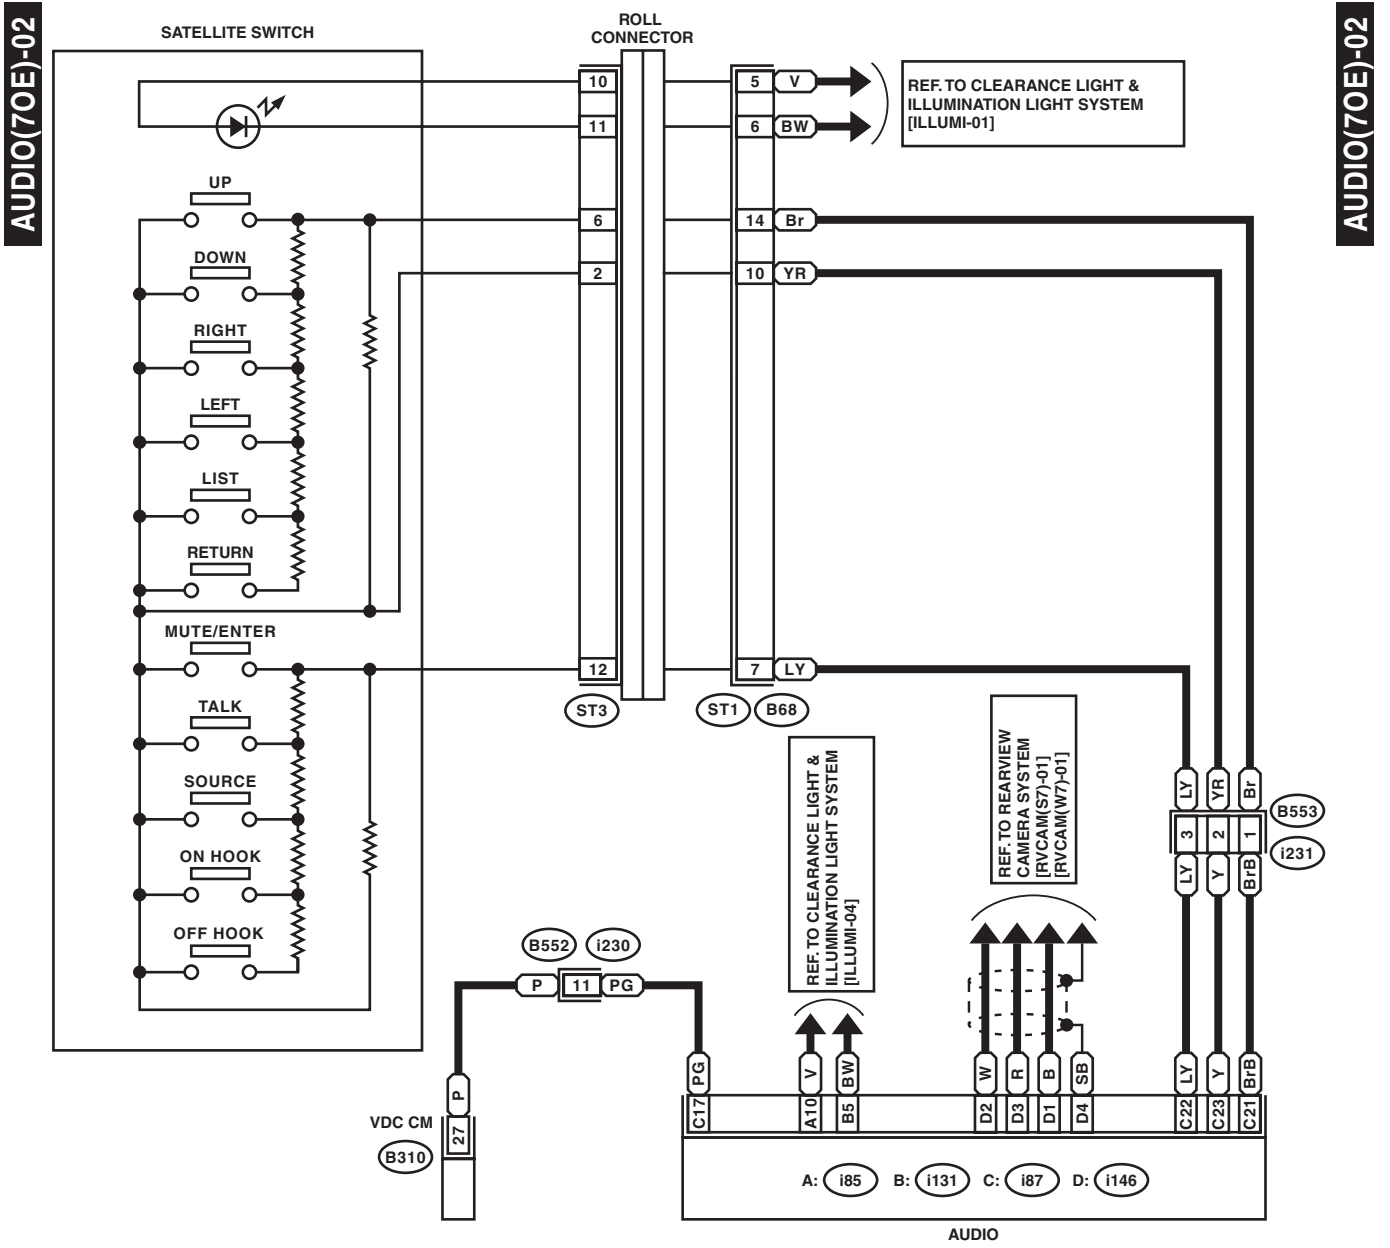 AUDIO(7OE)-02
AUDIO(7OE)-02
SATELLITE SWITCH
ROLL
CONNECTOR
10
5
V
REF. TO CLEARANCE LIGHT &
ILLUMINATION LIGHT SYSTEM
[ILLUMI-01]
11
6
BW
UP
6
14
Br
DOWN
2
10
YR
RIGHT
LEFT
LIST
RETURN
MUTE/ENTER
12
7
LY
ST3
ST1
B68
TALK
SOURCE
ON HOOK
OFF HOOK
REF. TO CLEARANCE LIGHT &
ILLUMINATION LIGHT SYSTEM
[ILLUMI-04]
REF. TO REARVIEW
CAMERA SYSTEM
[RVCAM(S7)-01]
[RVCAM(W7)-01]
LY
YR
Br
3
2
1
B553
i231
LY
Y
BrB
B552
i230
P
11
PG
P
27
VDC CM
B310
PG
V
BW
W
R
B
SB
LY
Y
BrB
C17
A10
B5
D2
D3
D1
D4
C22
C23
C21
A: i85 B: i131 C: i87 D: i146
AUDIO